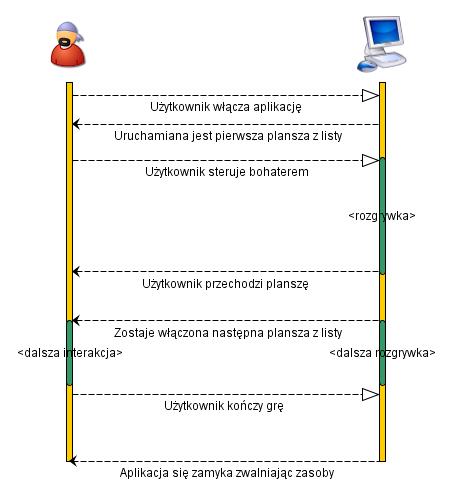 Użytkownik włącza aplikację
Uruchamiana jest pierwsza plansza z listy
Użytkownik steruje bohaterem
<rozgrywka>
Użytkownik przechodzi planszę
Zostaje włączona następna plansza z listy
<dalsza interakcja>
<dalsza rozgrywka>
Użytkownik kończy grę
Aplikacja się zamyka zwalniając zasoby